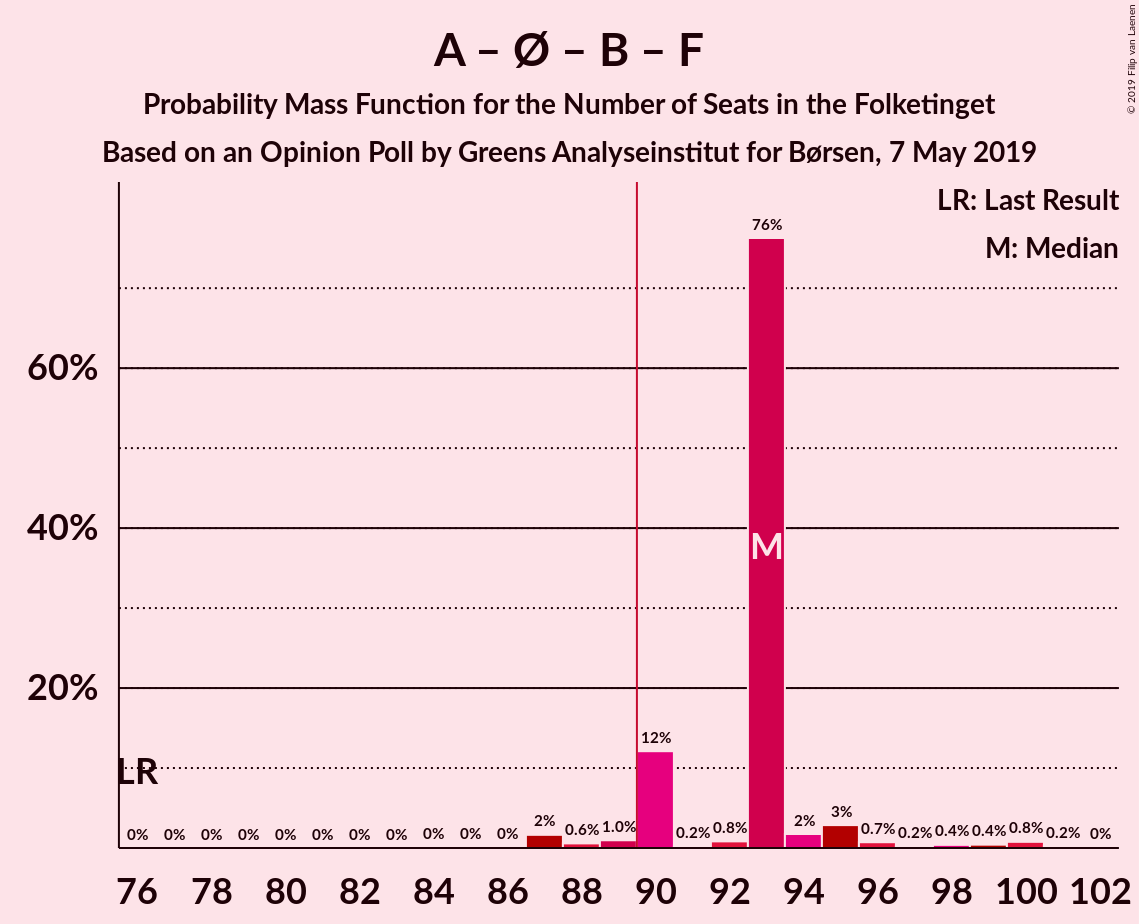 A – Ø – B – F
Probability Mass Function for the Number of Seats in the Folketinget
Based on an Opinion Poll by Greens Analyseinstitut for Børsen, 7 May 2019
© 2019 Filip van Laenen
LR: Last Result
M: Median
76%
60%
40%
M
20%
12%
LR
0% 0% 0% 0% 0% 0% 0% 0% 0% 0% 0% 2% 0.6% 1.0% 0.2% 0.8% 2% 3% 0.7% 0.2% 0.4% 0.4% 0.8% 0.2% 0%
76 78 80 82 84 86 88 90 92 94 96 98 100 102